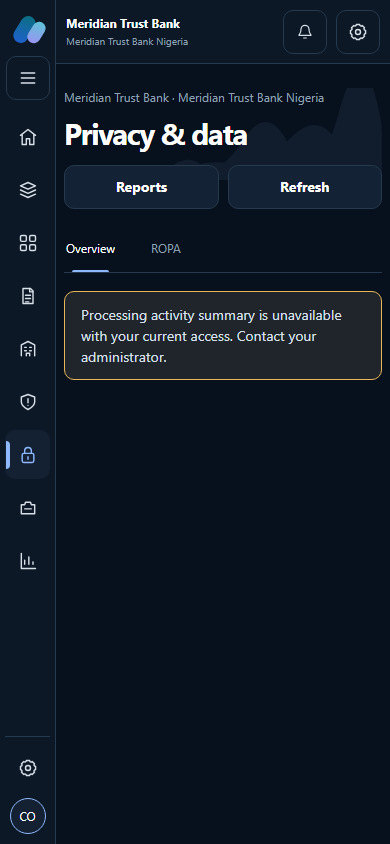 Meridian Trust Bank
Meridian Trust Bank Nigeria
Meridian Trust Bank · Meridian Trust Bank Nigeria
Privacy & data
Reports
Refresh
Overview
ROPA
Processing activity summary is unavailable
with your current access. Contact your
administrator.
CO